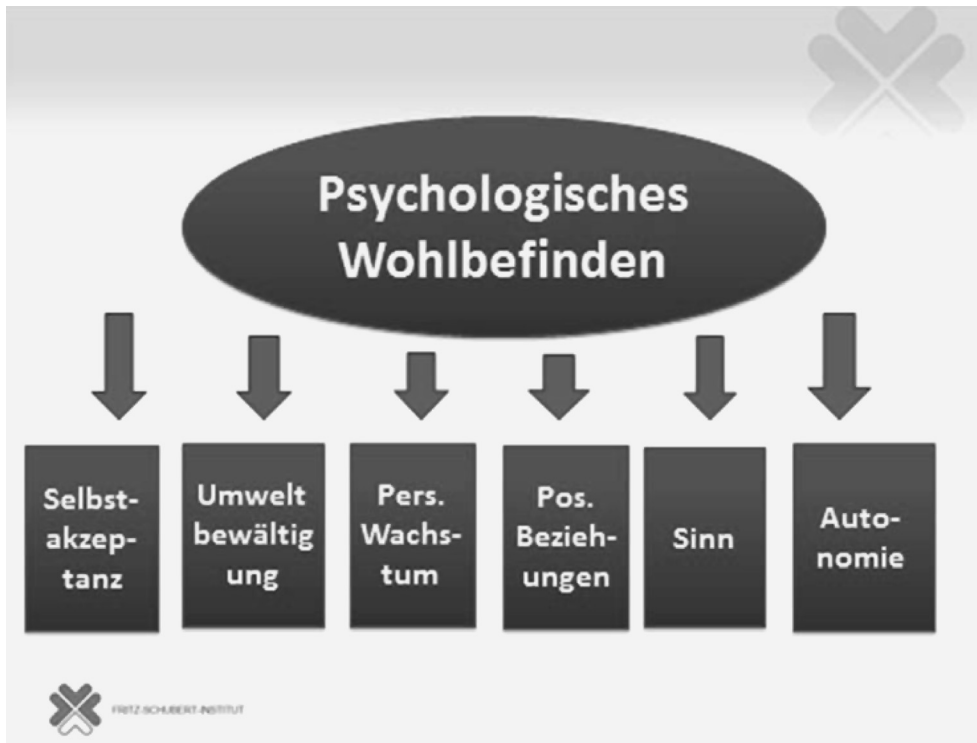 Psychologisches
Wohlbefinden
Selbst-
akzep-
tanz
Umwelt
bewältig
ung
Pers.
Wachs-
tum
Pos.
Bezieh-
ungen
Sinn
Auto-
nomie
FRITZ-SCHUBERT-INSTITUT